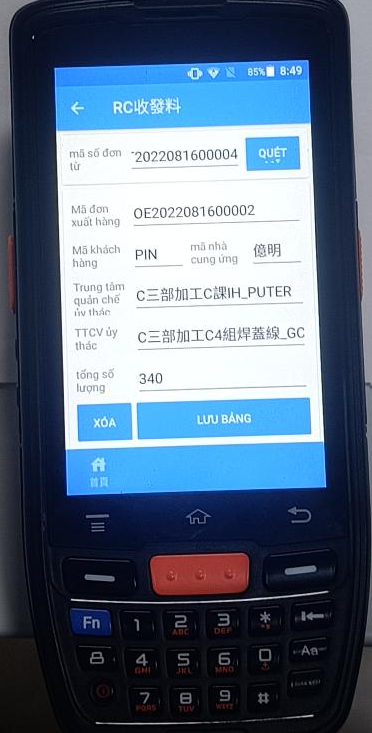 85% 8:49
RC收發料
mã số đơn
từ
2022081600004
QUÉT
Mã đơn
xuất hàng
OE2022081600002
Mã khách
hàng
PIN
mã nhà
cung ứng
億明
Trung tâm
quản chế
ủy thác
C三部加工C課IH_PUTER
TTCV ủy
thác
C三部加工C4組焊蓋線_GC
tổng số
lượng
340
XÓA
LƯU BẢNG
首頁
Fn 1 2 3 *
ABC DEF
4 5 6 Aa
GHI JKL MNO
7 8 9 #
PQRS TUV WXYZ